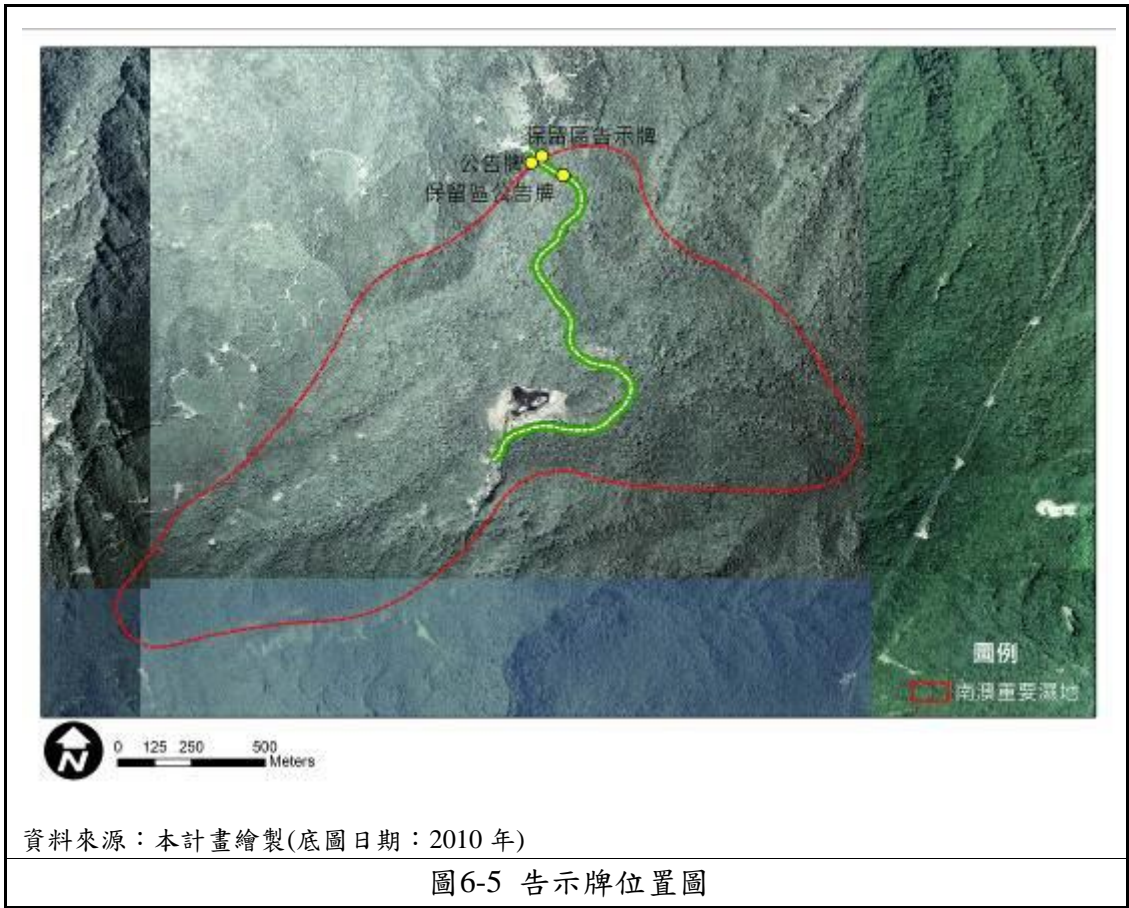 保留區告示牌
公告牌
保留區公告牌
圖例
南澳重要濕地
N
0 125 250 500
Meters
資料來源：本計畫繪製(底圖日期：2010 年)
圖6-5 告示牌位置圖